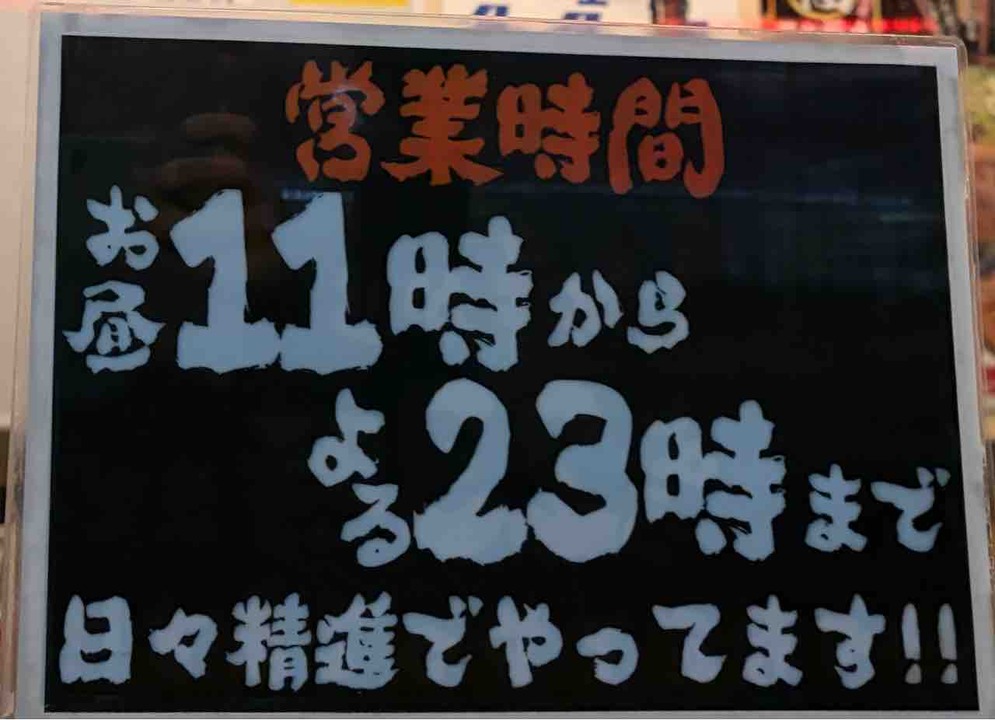 営業時間
お昼11時から
よる23時まで
日々精進でやってます!!